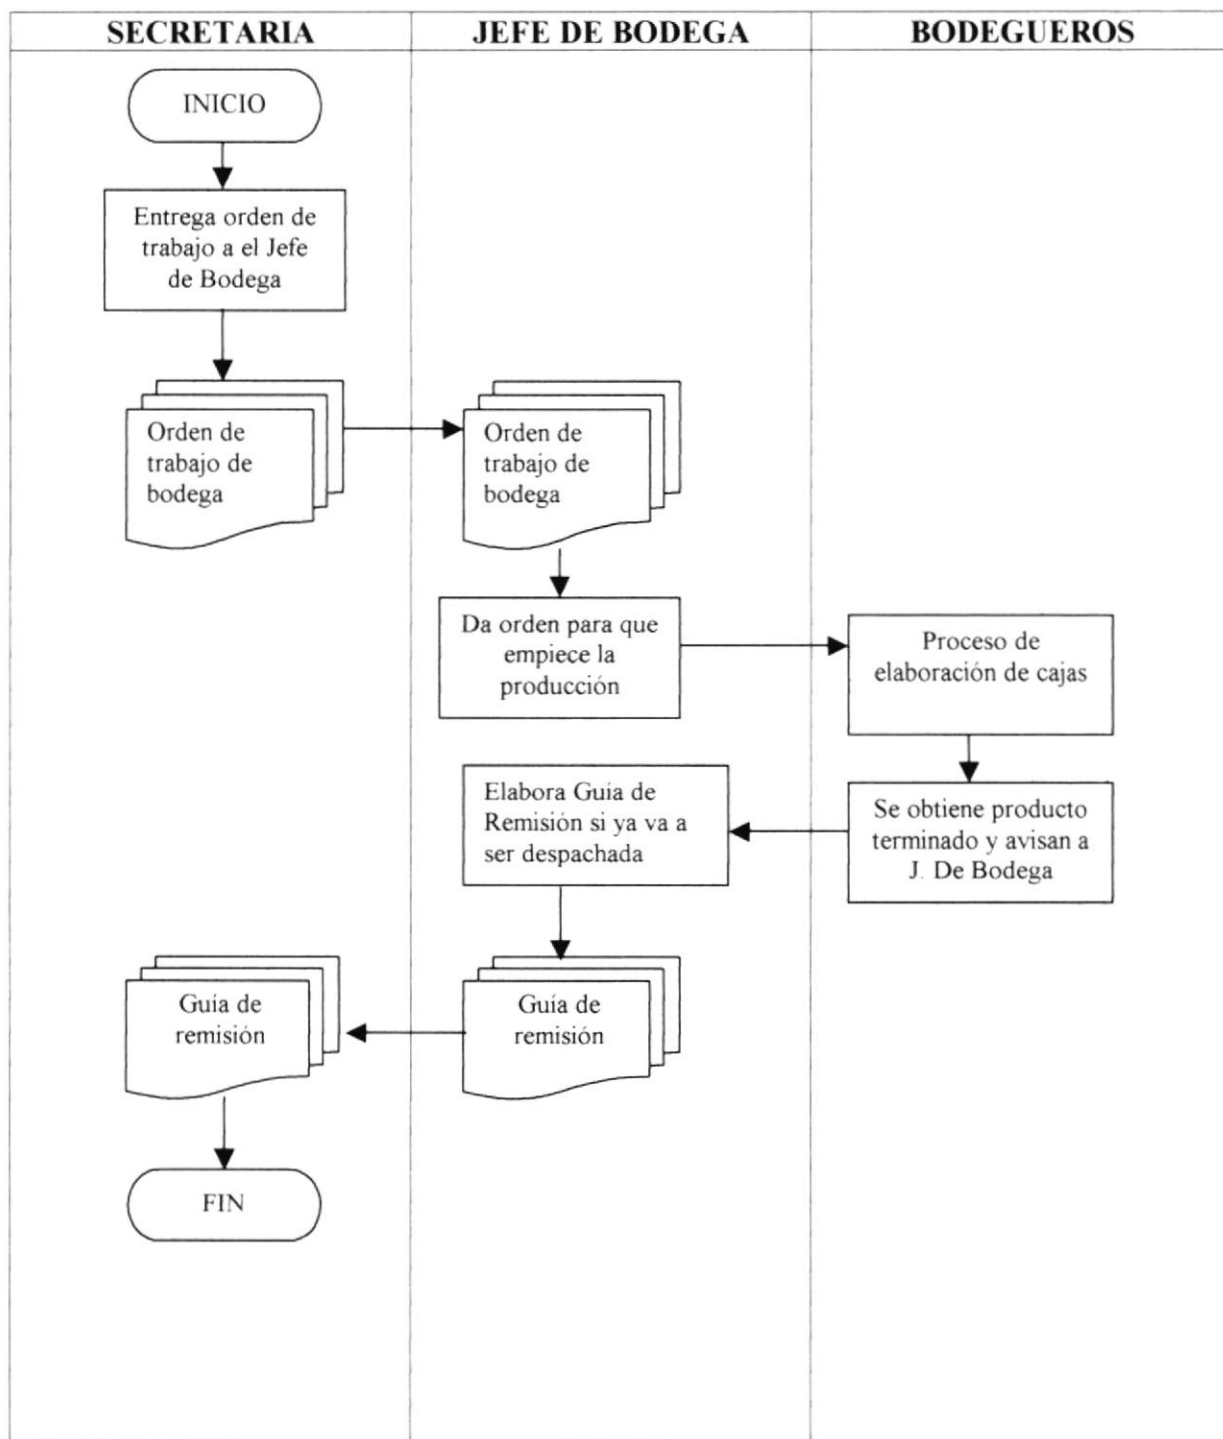 SECRETARIA
JEFE DE BODEGA
BODEGUEROS
INICIO
Entrega orden de
trabajo a el Jefe
de Bodega
Orden de
trabajo de
bodega
Orden de
trabajo de
bodega
Da orden para que
empiece la
producción
Proceso de
elaboración de cajas
Se obtiene producto
terminado y avisan a
J. De Bodega
Elabora Guia de
Remisión si ya va a
ser despachada
Guía de
remisión
Guía de
remisión
FIN